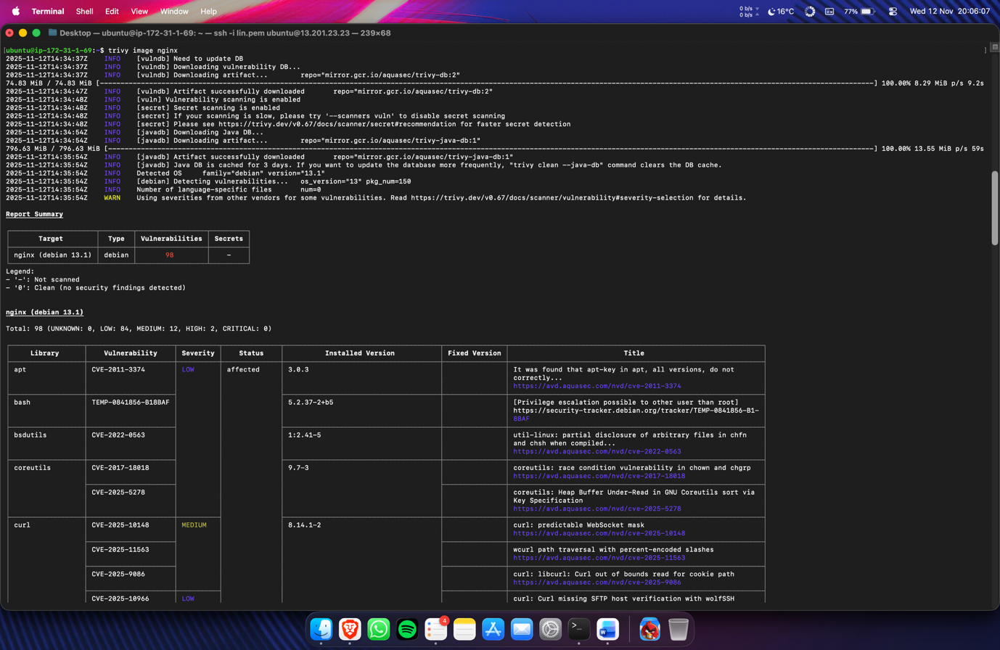 Terminal Shell Edit View Window Help 0 b/s 0 b/s 16°C 77% Wed 12 Nov 20:06:07
Desktop — ubuntu@ip-172-31-1-69: ~ — ssh -i lin.pem ubuntu@13.201.23.23 — 239×68
[ubuntu@ip-172-31-1-69:~$ trivy image nginx ]
2025-11-12T14:34:37Z INFO [vulndb] Need to update DB
2025-11-12T14:34:37Z INFO [vulndb] Downloading vulnerability DB...
2025-11-12T14:34:37Z INFO [vulndb] Downloading artifact... repo="mirror.gcr.io/aquasec/trivy-db:2"
74.83 MiB / 74.83 MiB [----------] 100.00% 8.29 MiB p/s 9.2s
2025-11-12T14:34:47Z INFO [vulndb] Artifact successfully downloaded repo="mirror.gcr.io/aquasec/trivy-db:2"
2025-11-12T14:34:48Z INFO [vuln] Vulnerability scanning is enabled
2025-11-12T14:34:48Z INFO [secret] Secret scanning is enabled
2025-11-12T14:34:48Z INFO [secret] If your scanning is slow, please try '--scanners vuln' to disable secret scanning
2025-11-12T14:34:48Z INFO [secret] Please see https://trivy.dev/v0.67/docs/scanner/secret#recommendation for faster secret detection
2025-11-12T14:34:54Z INFO [javadb] Downloading Java DB...
2025-11-12T14:34:54Z INFO [javadb] Downloading artifact... repo="mirror.gcr.io/aquasec/trivy-java-db:1"
796.63 MiB / 796.63 MiB [----------] 100.00% 13.55 MiB p/s 59s
2025-11-12T14:35:54Z INFO [javadb] Artifact successfully downloaded repo="mirror.gcr.io/aquasec/trivy-java-db:1"
2025-11-12T14:35:54Z INFO [javadb] Java DB is cached for 3 days. If you want to update the database more frequently, "trivy clean --java-db" command clears the DB cache.
2025-11-12T14:35:54Z INFO Detected OS family="debian" version="13.1"
2025-11-12T14:35:54Z INFO [debian] Detecting vulnerabilities... os_version="13" pkg_num=150
2025-11-12T14:35:54Z INFO Number of language-specific files num=0
2025-11-12T14:35:54Z WARN Using severities from other vendors for some vulnerabilities. Read https://trivy.dev/v0.67/docs/scanner/vulnerability#severity-selection for details.
Report Summary
Target Type Vulnerabilities Secrets
nginx (debian 13.1) debian 98 -
Legend:
- '-': Not scanned
- '0': Clean (no security findings detected)
nginx (debian 13.1)
Total: 98 (UNKNOWN: 0, LOW: 84, MEDIUM: 12, HIGH: 2, CRITICAL: 0)
Library Vulnerability Severity Status Installed Version Fixed Version Title
apt CVE-2011-3374 LOW affected 3.0.3 It was found that apt-key in apt, all versions, do not
correctly...
https://avd.aquasec.com/nvd/cve-2011-3374
bash TEMP-0841856-B18BAF 5.2.37-2+b5 [Privilege escalation possible to other user than root]
https://security-tracker.debian.org/tracker/TEMP-0841856-B1-
8BAF
bsdutils CVE-2022-0563 1:2.41-5 util-linux: partial disclosure of arbitrary files in chfn
and chsh when compiled...
https://avd.aquasec.com/nvd/cve-2022-0563
coreutils CVE-2017-18018 9.7-3 coreutils: race condition vulnerability in chown and chgrp
https://avd.aquasec.com/nvd/cve-2017-18018
CVE-2025-5278 coreutils: Heap Buffer Under-Read in GNU Coreutils sort via
Key Specification
https://avd.aquasec.com/nvd/cve-2025-5278
curl CVE-2025-10148 MEDIUM 8.14.1-2 curl: predictable WebSocket mask
https://avd.aquasec.com/nvd/cve-2025-10148
CVE-2025-11563 wcurl path traversal with percent-encoded slashes
https://avd.aquasec.com/nvd/cve-2025-11563
CVE-2025-9086 curl: libcurl: Curl out of bounds read for cookie path
https://avd.aquasec.com/nvd/cve-2025-9086
CVE-2025-10966 LOW curl: Curl missing SFTP host verification with wolfSSH
4